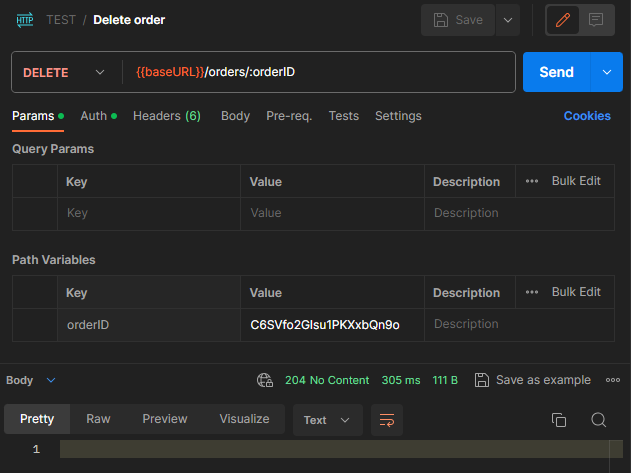 HTTP TEST / Delete order Save
DELETE {{baseURL}}/orders/:orderID Send
Params Auth Headers (6) Body Pre-req. Tests Settings Cookies
Query Params
Key Value Description Bulk Edit
Key Value Description
Path Variables
Key Value Description Bulk Edit
orderID C6SVfo2Glsu1PKXxbQn9o Description
Body 204 No Content 305 ms 111 B Save as example
Pretty Raw Preview Visualize Text
1